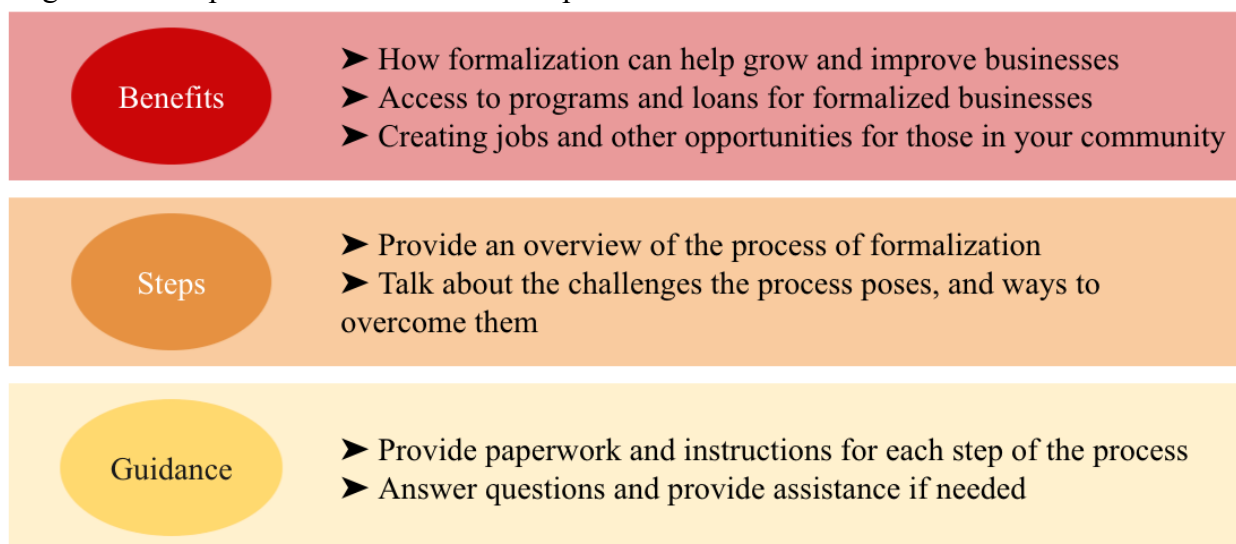 Benefits
➤ How formalization can help grow and improve businesses
➤ Access to programs and loans for formalized businesses
➤ Creating jobs and other opportunities for those in your community
Steps
➤ Provide an overview of the process of formalization
➤ Talk about the challenges the process poses, and ways to
overcome them
Guidance
➤ Provide paperwork and instructions for each step of the process
➤ Answer questions and provide assistance if needed